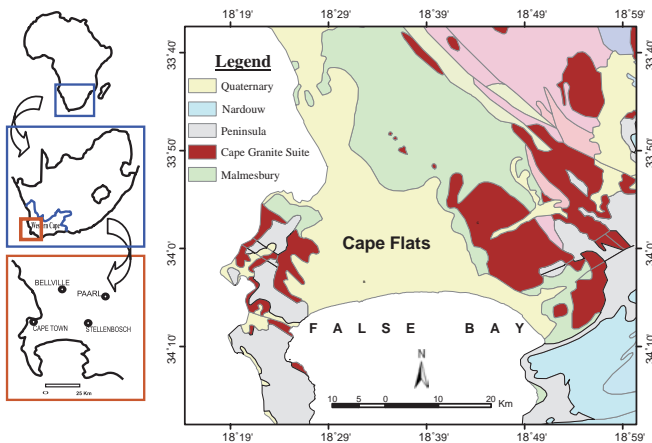 18°19' 18°29' 18°39' 18°49' 18°59'
33°40' 33°40'
33°50' 33°50'
34°0' 34°0'
34°10' 34°10'
Legend
Quaternary
Nardouw
Peninsula
Cape Granite Suite
Malmesbury
Western Cape
BELLVILLE
PAARL
CAPE TOWN
STELLENBOSCH
0 25 Km
Cape Flats
FALSE BAY
N
10 5 0 10 20 Km
18°19' 18°29' 18°39' 18°49' 18°59'